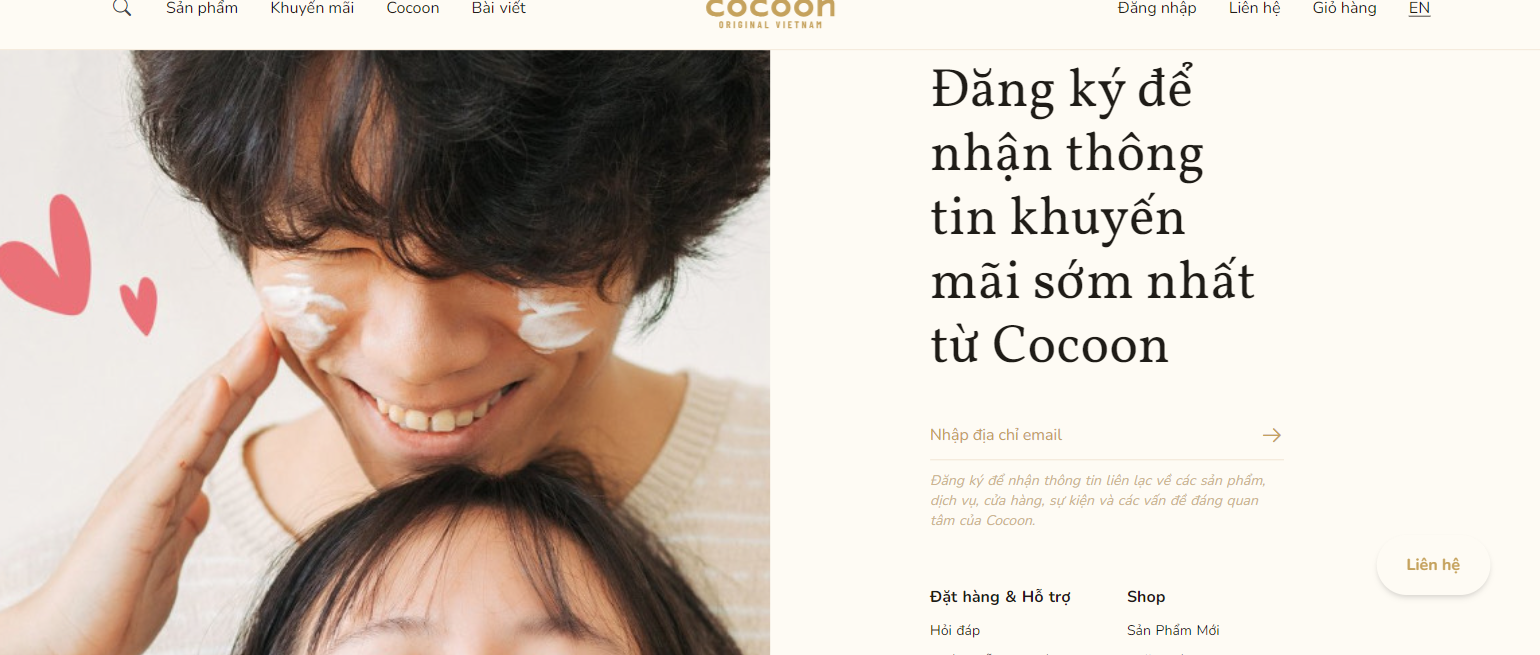 Sản phẩm
Khuyến mãi
Cocoon
Bài viết
cocoon
ORIGINAL VIETNAM
Đăng nhập
Liên hệ
Giỏ hàng
EN
Đăng ký để
nhận thông
tin khuyến
mãi sớm nhất
từ Cocoon
Nhập địa chỉ email
Đăng ký để nhận thông tin liên lạc về các sản phẩm,
dịch vụ, cửa hàng, sự kiện và các vấn đề đáng quan
tâm của Cocoon.
Liên hệ
Đặt hàng & Hỗ trợ
Shop
Hỏi đáp
Sản Phẩm Mới